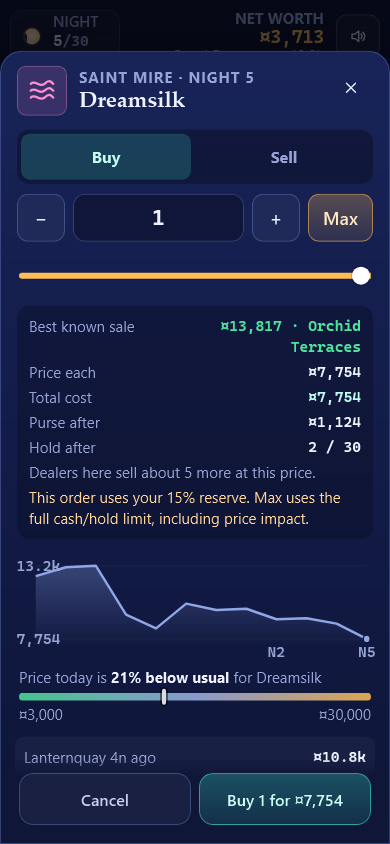 NIGHT
5/30
NET WORTH
¤3,713
SAINT MIRE · NIGHT 5
Dreamsilk
×
Buy
Sell
−
1
+
Max
Best known sale
¤13,817 · Orchid
Terraces
Price each
¤7,754
Total cost
¤7,754
Purse after
¤1,124
Hold after
2 / 30
Dealers here sell about 5 more at this price.
This order uses your 15% reserve. Max uses the
full cash/hold limit, including price impact.
13.2k
7,754
N2
N5
Price today is 21% below usual for Dreamsilk
¤3,000
¤30,000
Lanternquay 4n ago
¤10.8k
Cancel
Buy 1 for ¤7,754